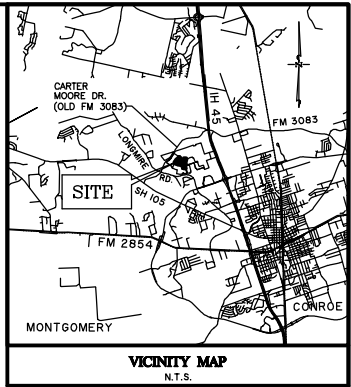 CARTER
MOORE DR.
(OLD FM 3083)
IH 45
FM 3083
LONGMIRE
RD
SITE
SH 105
FM 2854
CONROE
MONTGOMERY
VICINITY MAP
N.T.S.